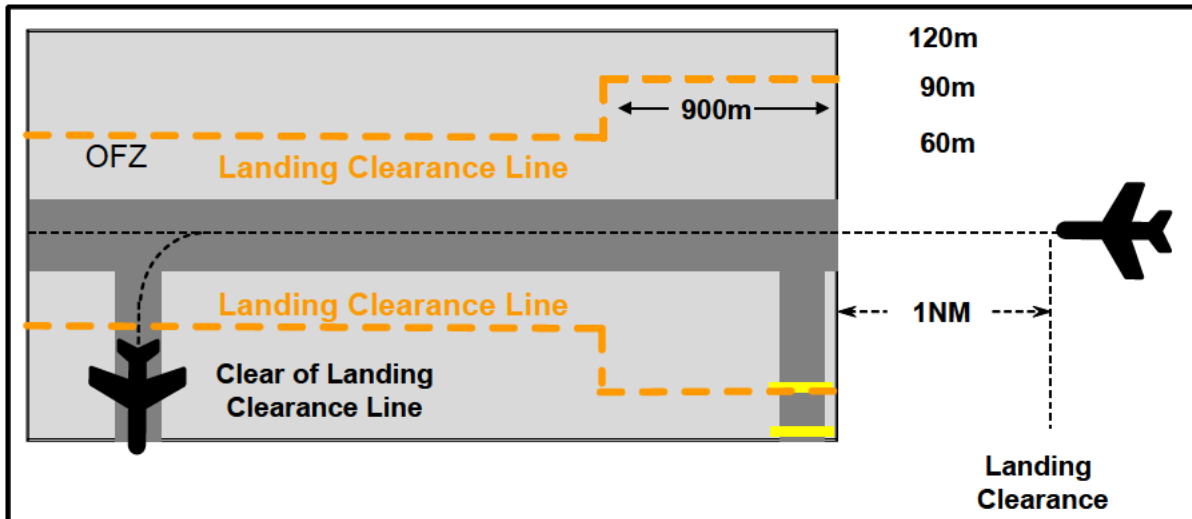 120m
90m
900m
60m
OFZ
Landing Clearance Line
Landing Clearance Line
1NM
Clear of Landing
Clearance Line
Landing
Clearance